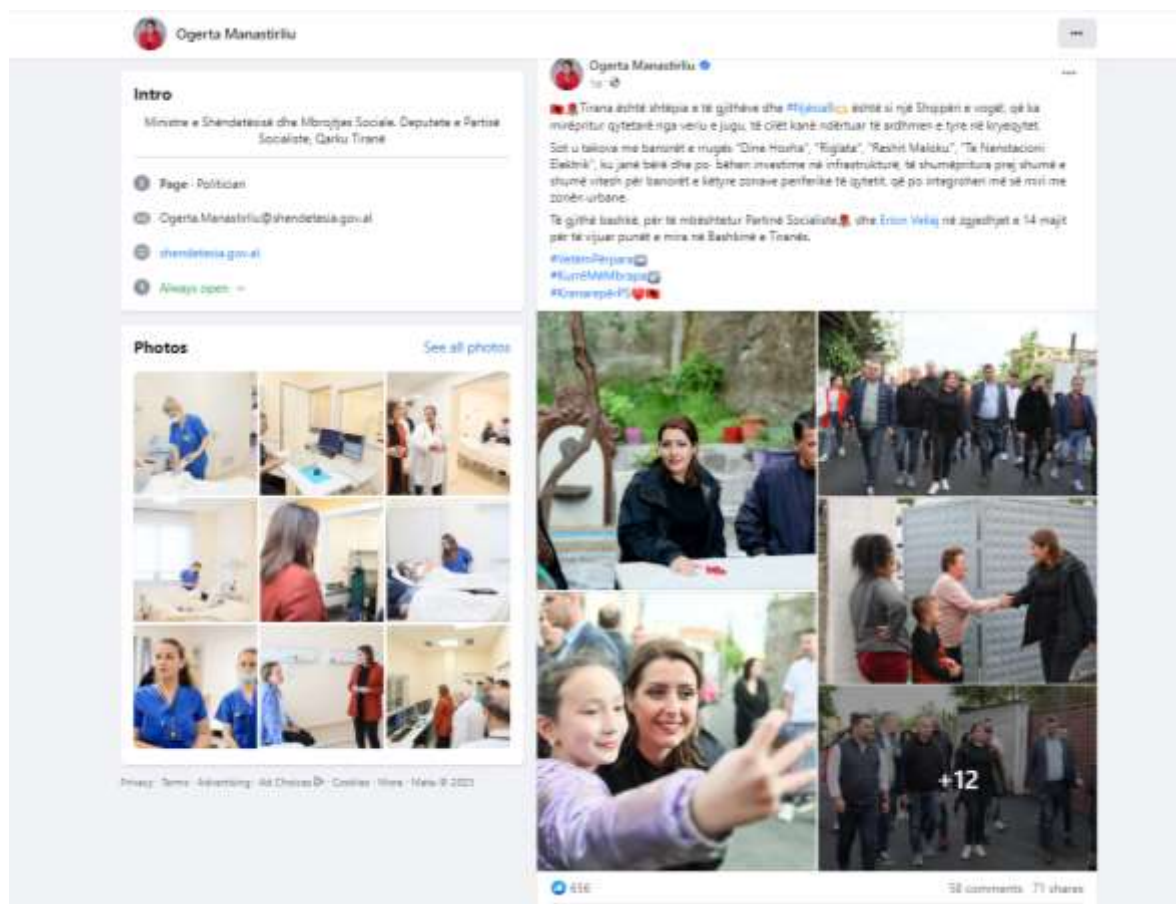 Ogerta Manastirliu
Intro
Ministre e Shëndetësisë dhe Mbrojtjes Sociale. Deputete e Partisë
Socialiste, Qarku Tiranë
Page · Politician
Ogerta.Manastirliu@shendetesia.gov.al
shendetesia.gov.al
Always open
Photos
See all photos
Privacy · Terms · Advertising · Ad Choices · Cookies · More · Meta © 2023
Ogerta Manastirliu
Tirana është shtëpia e të gjithëve dhe është si një Shqipëri e vogël, që ka
mirëpritur qytetarë nga veriu e jugu, të cilët kanë ndërtuar të ardhmen e tyre në kryeqytet.
Sot u takova me banorët e rrugës "Dine Hoxha", "Riglata", "Reshit Meloku", "Te Nenstacioni
Elektrik", ku janë bërë dhe po bëhen investime në infrastrukturë, të shumëpritura prej shumë e
shumë vitesh për banorët e këtyre zonave periferike të qytetit, që po integrohen më së miri me
zonën urbane.
Të gjithë bashkë, për të mbështetur Partinë Socialiste, dhe Erion Veliaj në zgjedhjet e 14 majit
për të vijuar punët e mira në Bashkinë e Tiranës.
#VetëmPërpara
#KurrëMëMbrapa
#KrenarepërPS
+12
656
58 comments 71 shares